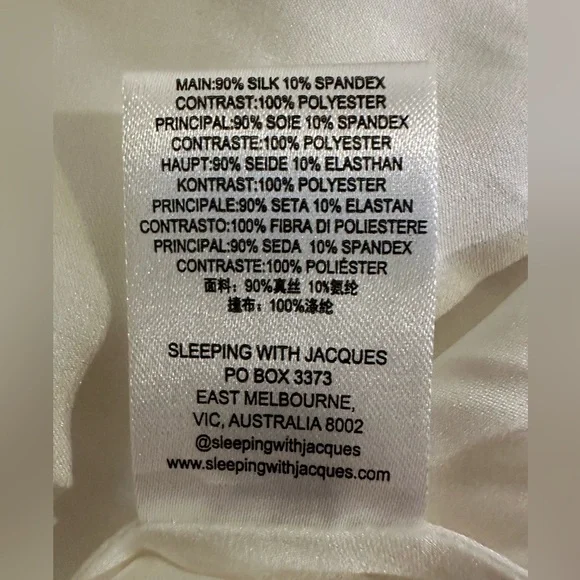 MAIN:90% SILK 10% SPANDEX
CONTRAST:100% POLYESTER
PRINCIPAL:90% SOIE 10% SPANDEX
CONTRASTE:100% POLYESTER
HAUPT:90% SEIDE 10% ELASTHAN
KONTRAST:100% POLYESTER
PRINCIPALE:90% SETA 10% ELASTAN
CONTRASTO:100% FIBRA DI POLIESTERE
PRINCIPAL:90% SEDA 10% SPANDEX
CONTRASTE:100% POLIÉSTER
面料：90%真丝 10%氨纶
撞布：100%涤纶
SLEEPING WITH JACQUES
PO BOX 3373
EAST MELBOURNE,
VIC, AUSTRALIA 8002
@sleepingwithjacques
www.sleepingwithjacques.com